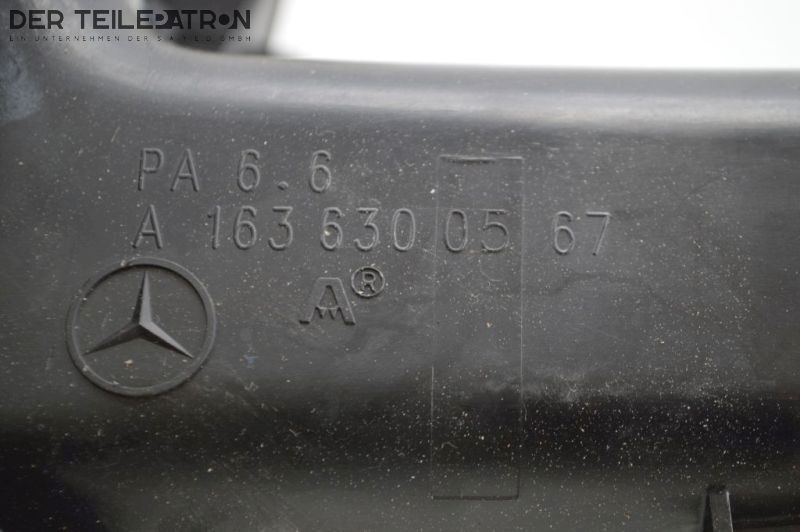 DER TEILEPATRON
EIN UNTERNEHMEN DER S.A.Y.E.D. GMBH
PA 6.6
A 163 630 05 67
®